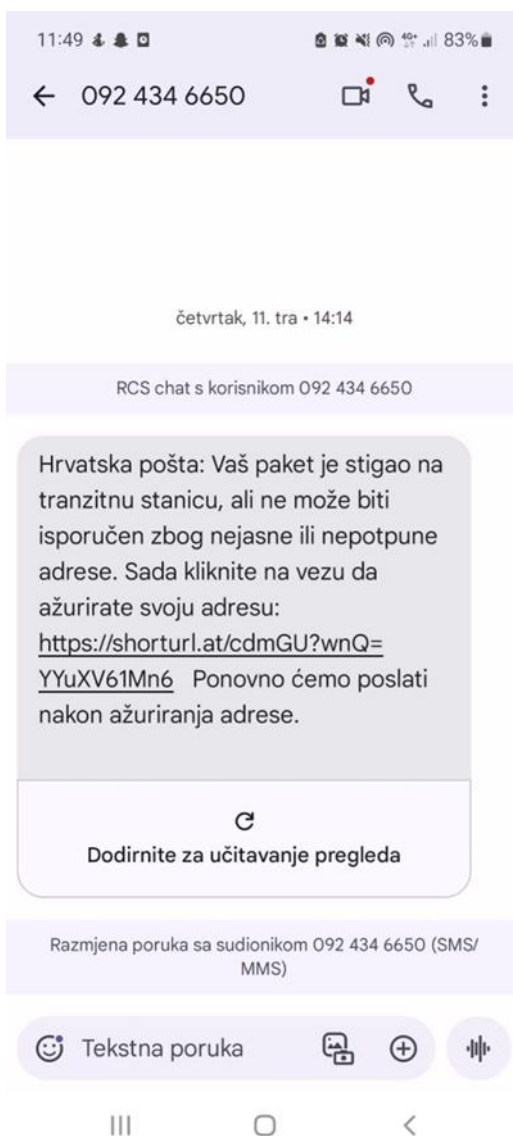 11:49 83%
092 434 6650
četvrtak, 11. tra • 14:14
RCS chat s korisnikom 092 434 6650
Hrvatska pošta: Vaš paket je stigao na
tranzitnu stanicu, ali ne može biti
isporučen zbog nejasne ili nepotpune
adrese. Sada kliknite na vezu da
ažurirate svoju adresu:
https://shorturl.at/cdmGU?wnQ=
YYuXV61Mn6 Ponovno ćemo poslati
nakon ažuriranja adrese.
Dodirnite za učitavanje pregleda
Razmjena poruka sa sudionikom 092 434 6650 (SMS/
MMS)
Tekstna poruka